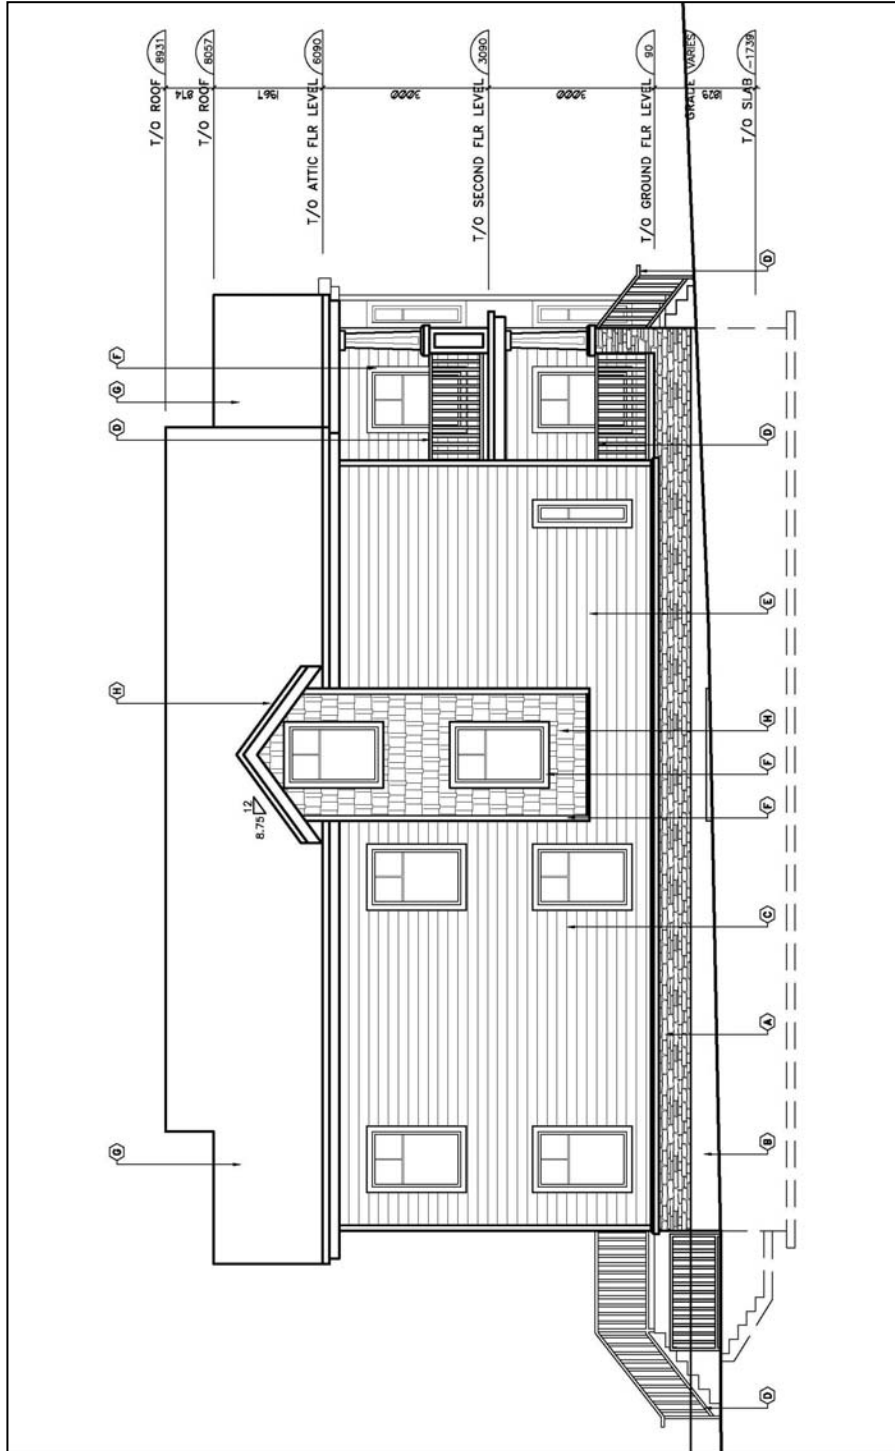 8931
T/O ROOF
874
8057
T/O ROOF
1967
6090
T/O ATTIC FLR LEVEL
3000
3090
T/O SECOND FLR LEVEL
3000
90
T/O GROUND FLR LEVEL
VARIES
GRADE
1829
-1739
T/O SLAB
D
F
G
D
D
E
H
H
F
F
12
8.75
C
A
G
B
D